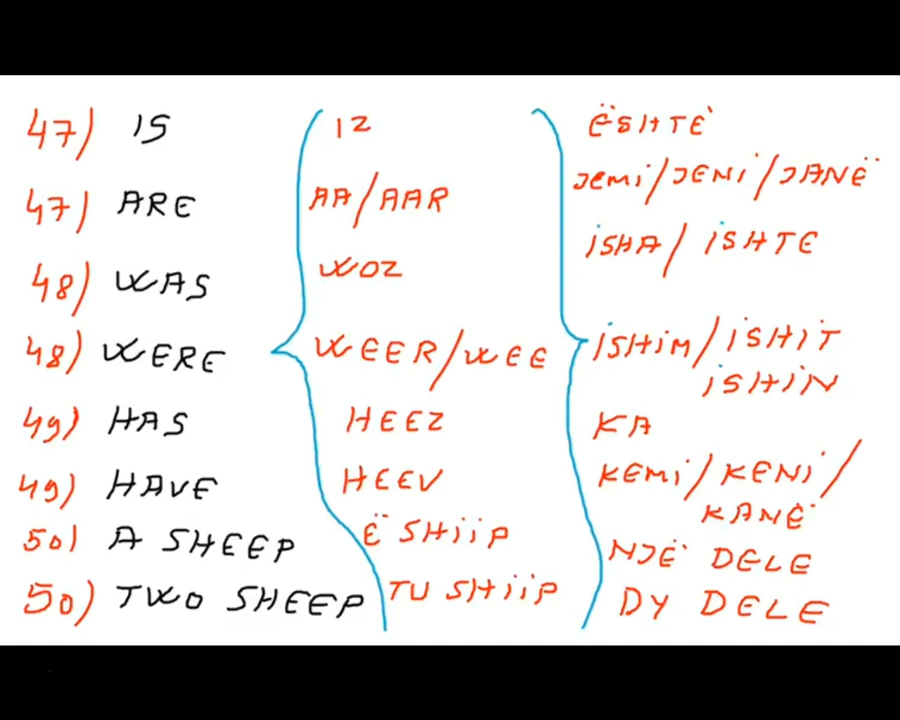 47) IS IZ ËSHTË
47) ARE AA/AAR JEMi/JENi/JANË
48) WAS WOZ iSHA/iSHTE
48) WERE WEER/WEE iSHiM/iSHiT
iSHiN
49) HAS HEEZ KA
49) HAVE HEEV KEMi/KENi/
KANË
50) A SHEEP Ë SHiiP NJË DELE
50) TWO SHEEP TU SHiiP DY DELE